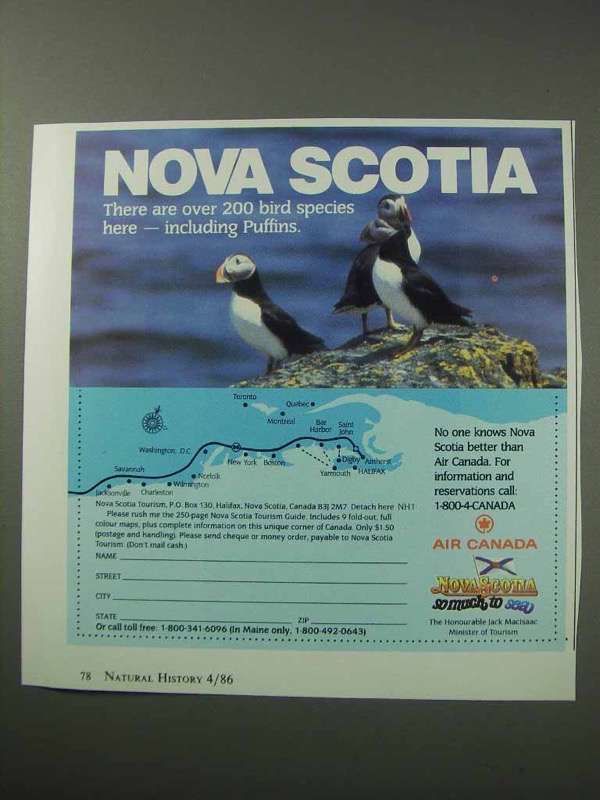 NOVA SCOTIA
There are over 200 bird species
here — including Puffins.
Toronto
Quebec
Montreal
Bar
Harbor
Saint
John
Washington, D.C.
New York
Boston
Digby
Amherst
Yarmouth
HALIFAX
Savannah
Norfolk
Wilmington
Jacksonville
Charleston
No one knows Nova
Scotia better than
Air Canada. For
information and
reservations call:
1-800-4-CANADA
AIR CANADA
NOVA SCOTIA
so much to sea
The Honourable Jack MacIsaac
Minister of Tourism
Nova Scotia Tourism, P.O. Box 130, Halifax, Nova Scotia, Canada B3J 2M7 Detach here NH1
Please rush me the 250-page Nova Scotia Tourism Guide. Includes 9 fold-out, full
colour maps, plus complete information on this unique corner of Canada. Only $1.50
(postage and handling). Please send cheque or money order, payable to Nova Scotia
Tourism. (Don't mail cash.)
NAME
STREET
CITY
STATE ZIP
Or call toll free: 1-800-341-6096 (In Maine only, 1-800-492-0643)
78 NATURAL HISTORY 4/86